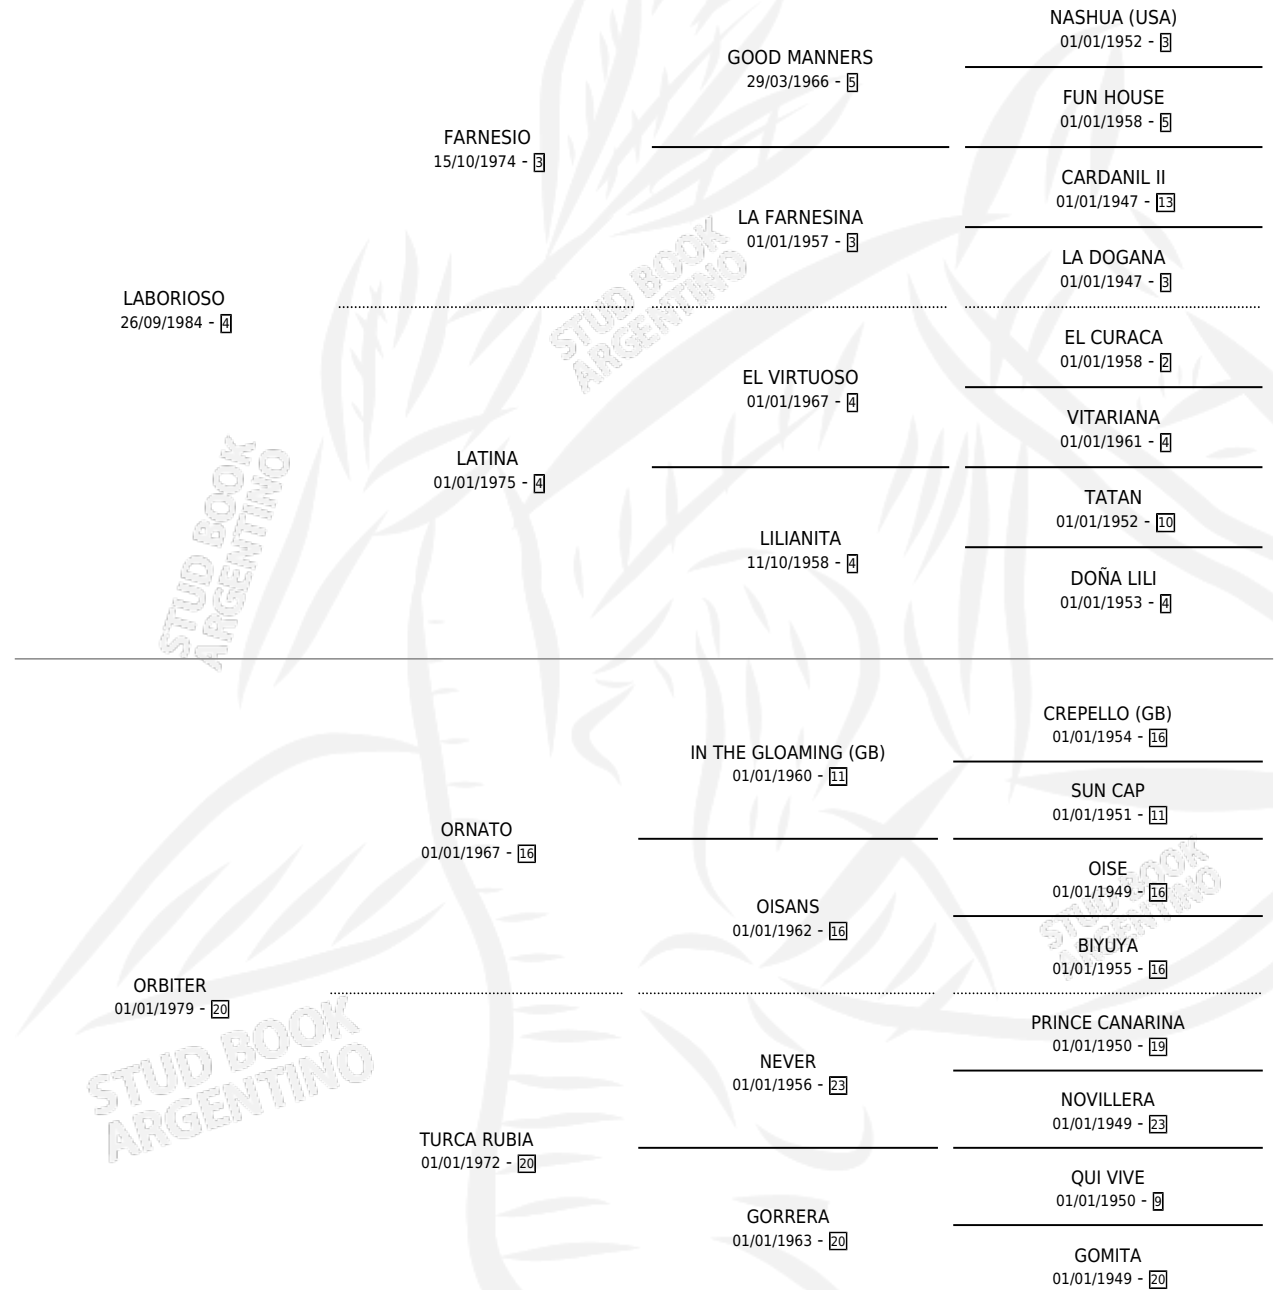 NASHUA (USA)
01/01/1952 - 3
GOOD MANNERS
29/03/1966 - 5
FUN HOUSE
01/01/1958 - 5
FARNESIO
15/10/1974 - 3
CARDANIL II
01/01/1947 - 13
LA FARNESINA
01/01/1957 - 3
LA DOGANA
01/01/1947 - 3
LABORIOSO
26/09/1984 - 4
STUD BOOK
ARGENTINO
EL CURACA
01/01/1958 - 2
EL VIRTUOSO
01/01/1967 - 4
VITARIANA
01/01/1961 - 4
LATINA
01/01/1975 - 4
TATAN
01/01/1952 - 10
LILIANITA
11/10/1958 - 4
DOÑA LILI
01/01/1953 - 4
STUD BOOK
ARGENTINO
CREPELLO (GB)
01/01/1954 - 16
IN THE GLOAMING (GB)
01/01/1960 - 11
SUN CAP
01/01/1951 - 11
ORNATO
01/01/1967 - 16
OISE
01/01/1949 - 16
OISANS
01/01/1962 - 16
STUD BOOK
ARGENTINO
BIYUYA
01/01/1955 - 16
ORBITER
01/01/1979 - 20
PRINCE CANARINA
01/01/1950 - 19
STUD BOOK
ARGENTINO
NEVER
01/01/1956 - 23
NOVILLERA
01/01/1949 - 23
TURCA RUBIA
01/01/1972 - 20
QUI VIVE
01/01/1950 - 9
GORRERA
01/01/1963 - 20
GOMITA
01/01/1949 - 20